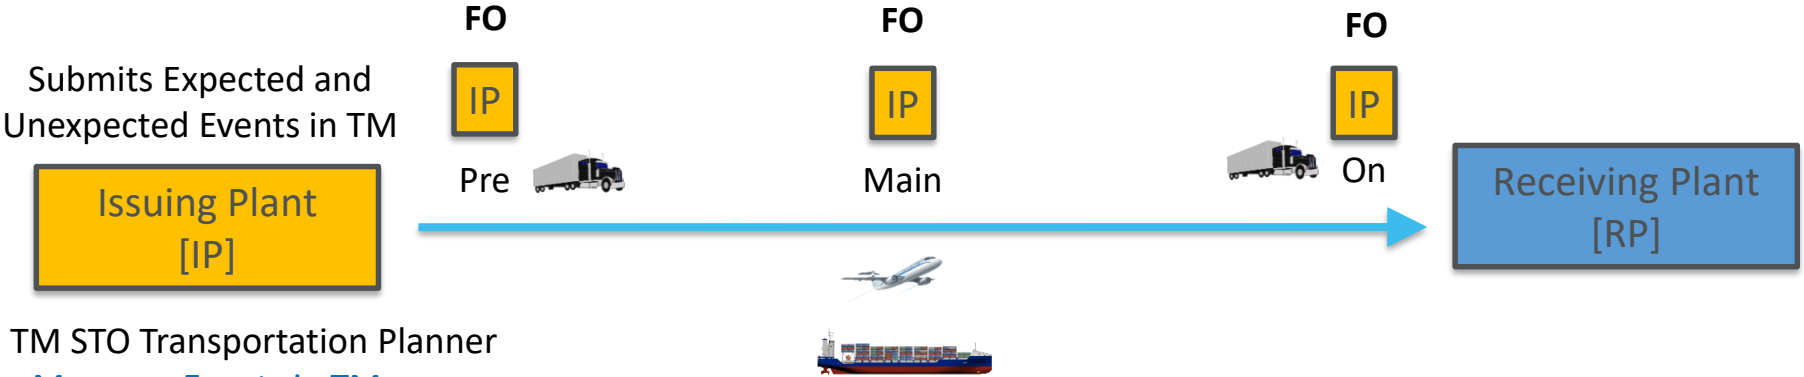 FO
FO
FO
Submits Expected and
Unexpected Events in TM
IP
IP
IP
Pre
Main
On
Issuing Plant
[IP]
Receiving Plant
[RP]
TM STO Transportation Planner